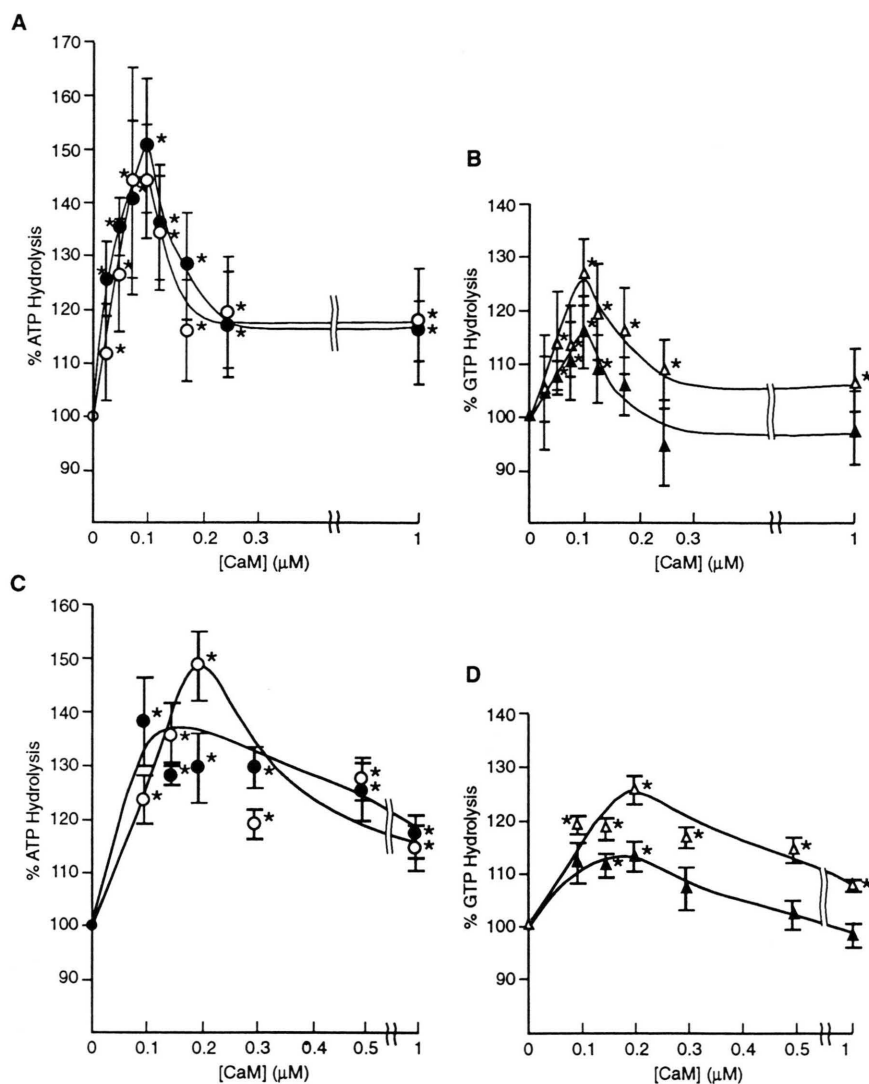 A
170
160
150
140
130
120
110
100
90
% ATP Hydrolysis
0 0.1 0.2 0.3 1
[CaM] (μM)
B
140
130
120
110
100
90
% GTP Hydrolysis
0 0.1 0.2 0.3 1
[CaM] (μM)
C
160
150
140
130
120
110
100
90
% ATP Hydrolysis
0 0.1 0.2 0.3 0.4 0.5 1
[CaM] (μM)
D
140
130
120
110
100
90
% GTP Hydrolysis
0 0.1 0.2 0.3 0.4 0.5 1
[CaM] (μM)